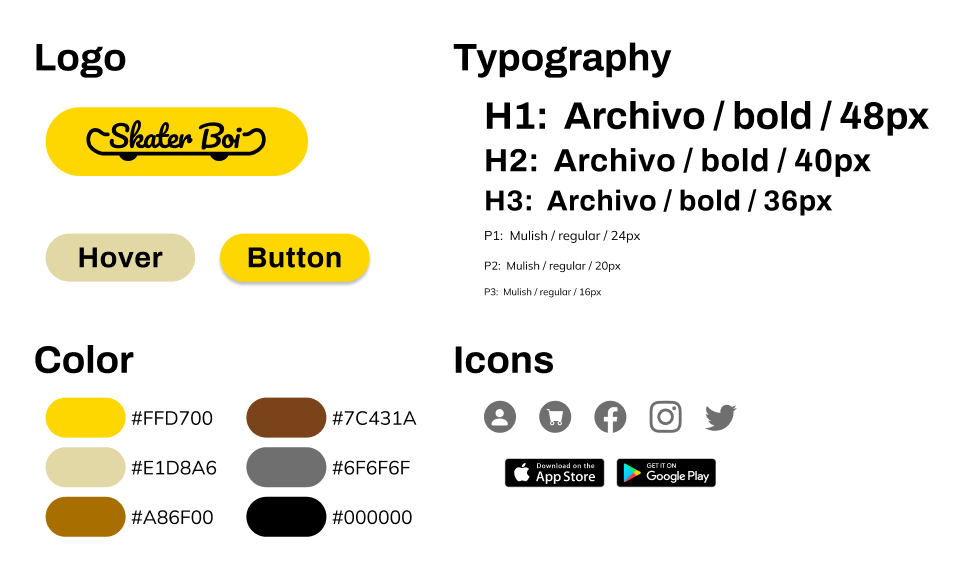 Logo
Skater Boi
Hover
Button
Typography
H1: Archivo / bold / 48px
H2: Archivo / bold / 40px
H3: Archivo / bold / 36px
P1: Mulish / regular / 24px
P2: Mulish / regular / 20px
P3: Mulish / regular / 16px
Color
#FFD700
#7C431A
#E1D8A6
#6F6F6F
#A86F00
#000000
Icons
Download on the
App Store
GET IT ON
Google Play